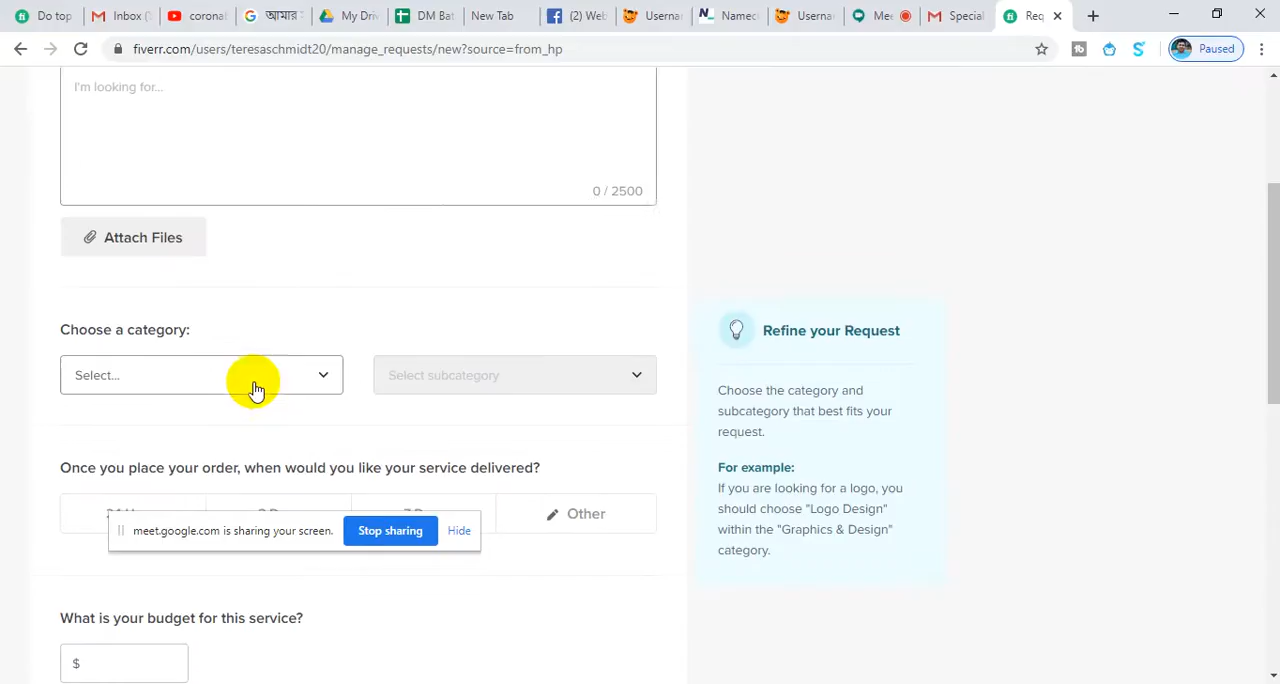 Do top
Inbox (
corona
আমার
My Driv
DM Bat
New Tab
(2) Web
Usernar
Namec
Userna
Mee
Special
Req
fiverr.com/users/teresaschmidt20/manage_requests/new?source=from_hp
Paused
I'm looking for...
0 / 2500
Attach Files
Choose a category:
Select...
Select subcategory
Refine your Request
Choose the category and
subcategory that best fits your
request.
For example:
If you are looking for a logo, you
should choose "Logo Design"
within the "Graphics & Design"
category.
Once you place your order, when would you like your service delivered?
Other
meet.google.com is sharing your screen.
Stop sharing
Hide
What is your budget for this service?
$